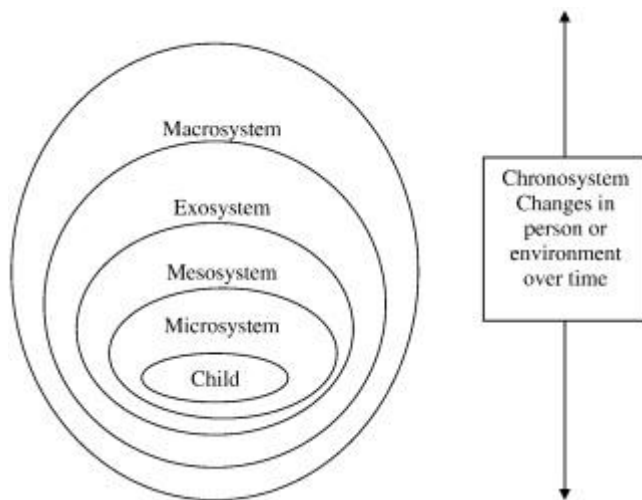 Macrosystem
Exosystem
Mesosystem
Microsystem
Child
Chronosystem
Changes in
person or
environment
over time